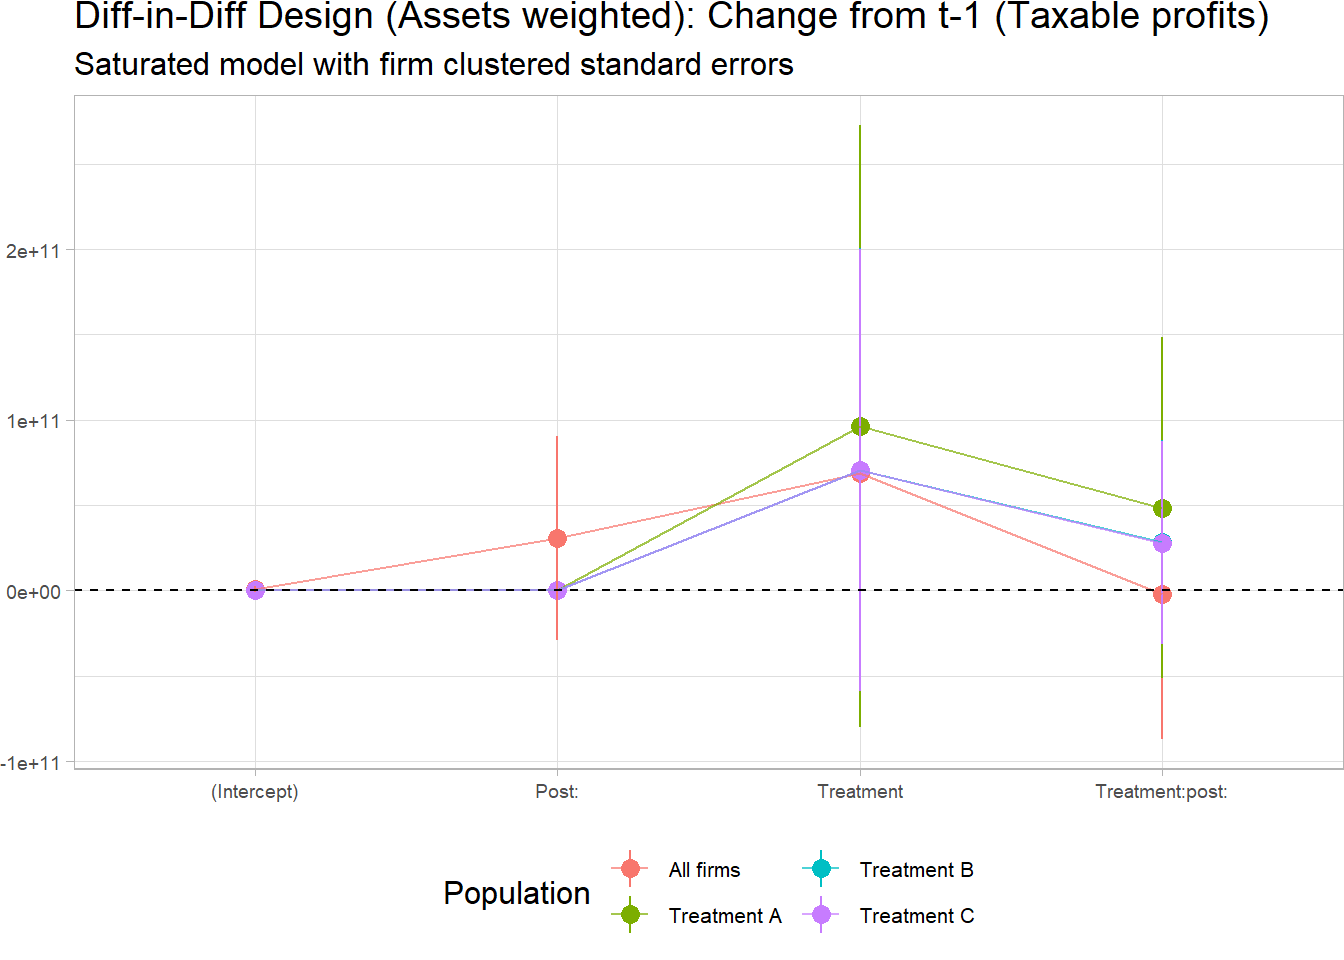 Diff-in-Diff Design (Assets weighted): Change from t-1 (Taxable profits)
Saturated model with firm clustered standard errors
2e+11
1e+11
0e+00
-1e+11
(Intercept)
Post:
Treatment
Treatment:post:
Population
All firms
Treatment A
Treatment B
Treatment C